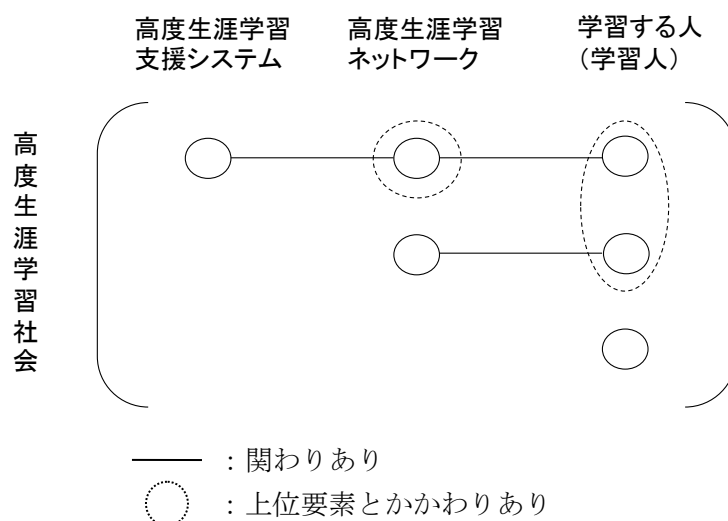 高度生涯学習
支援システム
高度生涯学習
ネットワーク
学習する人
（学習人）
高度生涯学習社会
：関わりあり
：上位要素とかかわりあり